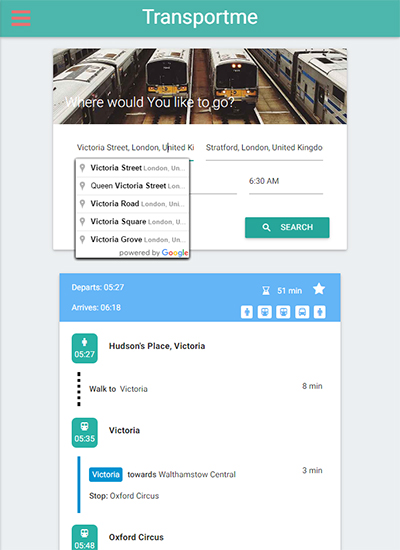 Transportme
Where would You like to go?
Victoria Street, London, United Ki
Stratford, London, United Kingdo
Victoria Street London, Un...
Queen Victoria Street Lon...
Victoria Road London, Uni...
Victoria Square London, U...
Victoria Grove London, Un...
powered by Google
6:30 AM
SEARCH
Departs: 05:27
51 min
Arrives: 06:18
05:27
Hudson's Place, Victoria
Walk to Victoria
8 min
05:35
Victoria
Victoria towards Walthamstow Central
3 min
Stop: Oxford Circus
05:48
Oxford Circus